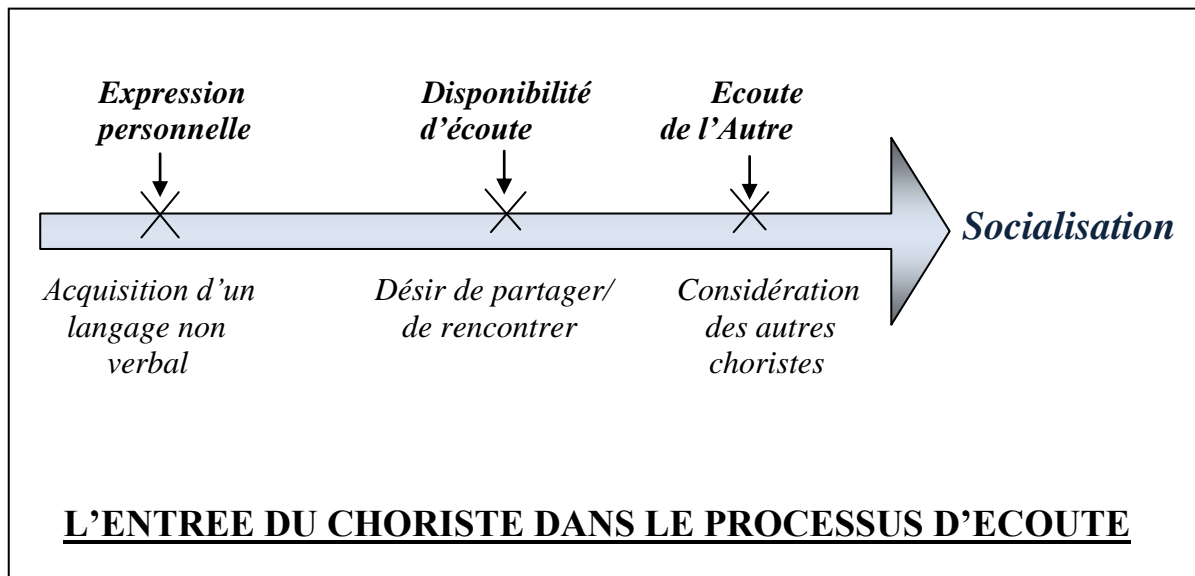 Expression
personnelle
Disponibilité
d’écoute
Ecoute
de l’Autre
Socialisation
Acquisition d’un
langage non
verbal
Désir de partager/
de rencontrer
Considération
des autres
choristes
L’ENTREE DU CHORISTE DANS LE PROCESSUS D’ECOUTE